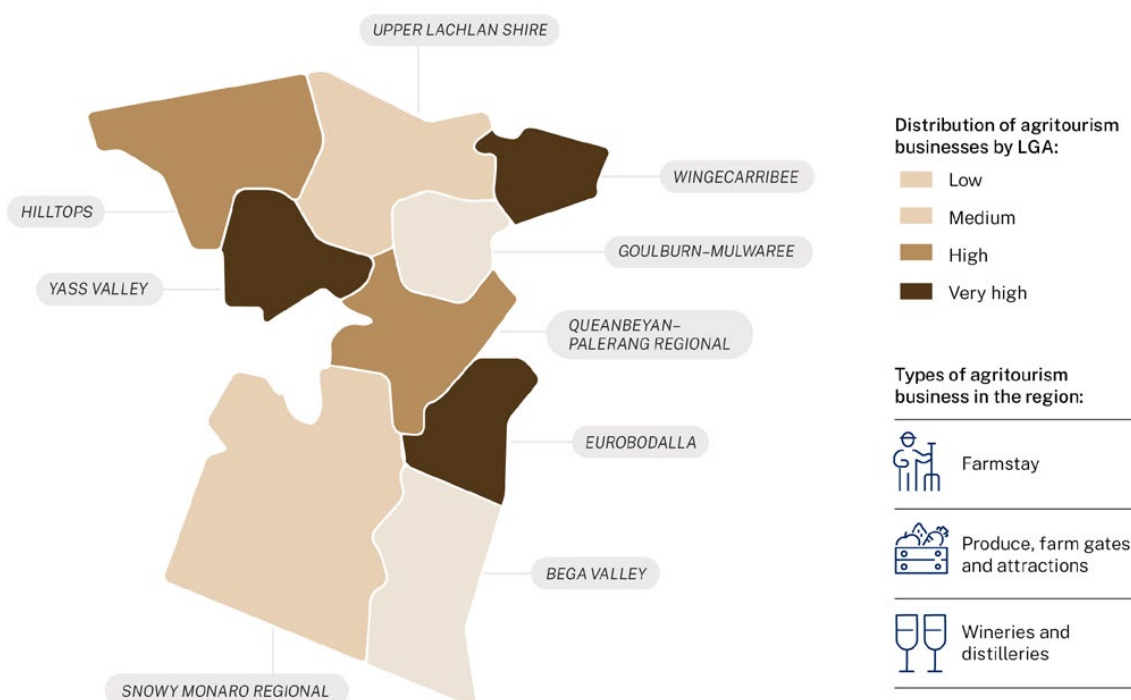 UPPER LACHLAN SHIRE
WINGECARRIBEE
HILLTOPS
GOULBURN–MULWAREE
YASS VALLEY
QUEANBEYAN–
PALERANG REGIONAL
EUROBODALLA
BEGA VALLEY
SNOWY MONARO REGIONAL
Distribution of agritourism
businesses by LGA:
Low
Medium
High
Very high
Types of agritourism
business in the region:
Farmstay
Produce, farm gates
and attractions
Wineries and
distilleries